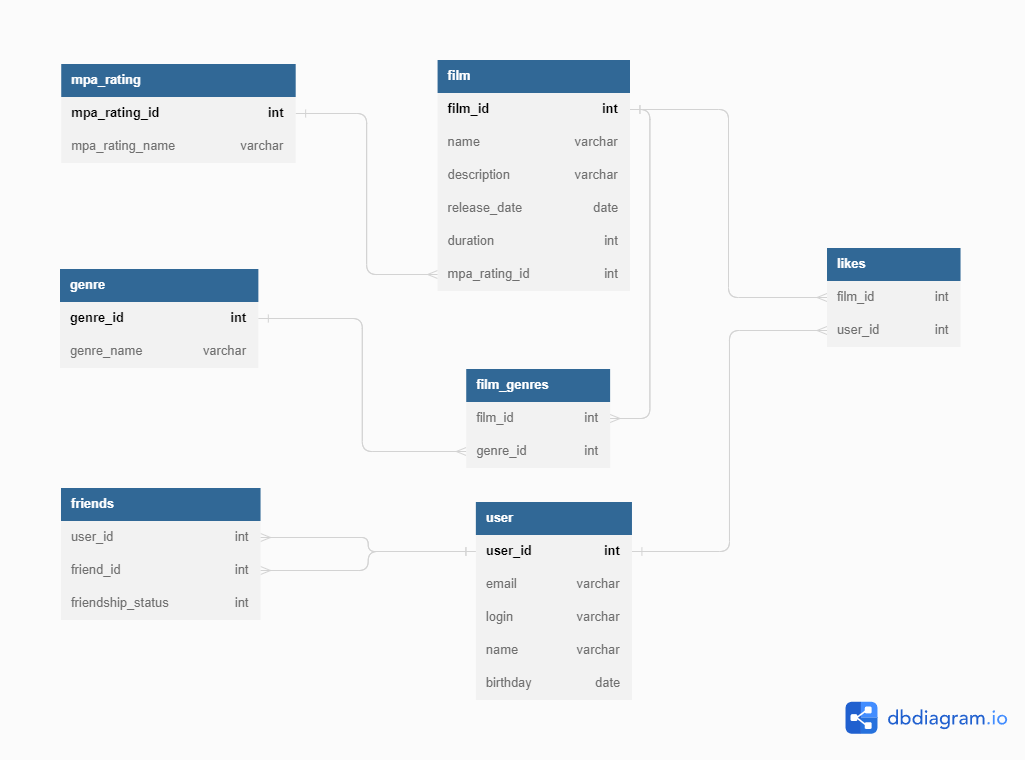 mpa_rating
mpa_rating_id int
mpa_rating_name varchar
film
film_id int
name varchar
description varchar
release_date date
duration int
mpa_rating_id int
likes
film_id int
user_id int
genre
genre_id int
genre_name varchar
film_genres
film_id int
genre_id int
friends
user_id int
friend_id int
friendship_status int
user
user_id int
email varchar
login varchar
name varchar
birthday date
dbdiagram.io